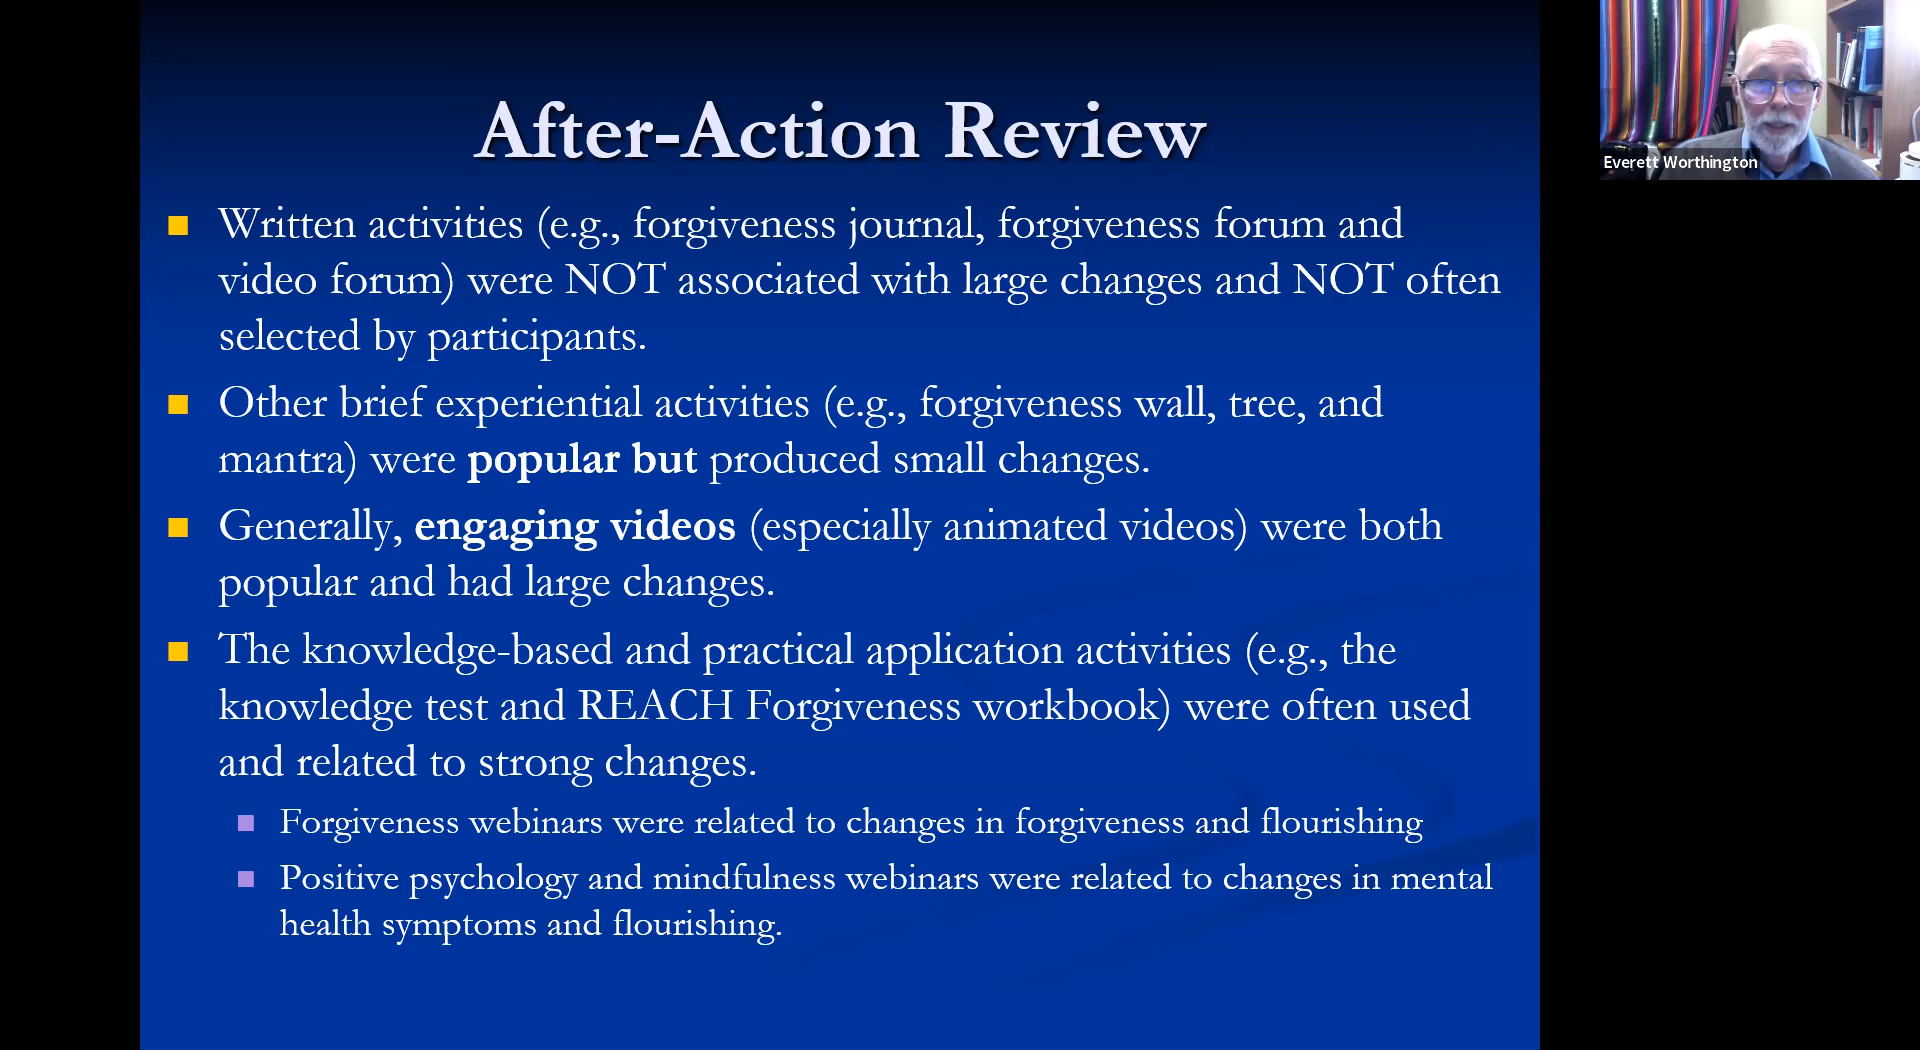 After-Action Review
Written activities (e.g., forgiveness journal, forgiveness forum and
video forum) were NOT associated with large changes and NOT often
selected by participants.
Other brief experiential activities (e.g., forgiveness wall, tree, and
mantra) were popular but produced small changes.
Generally, engaging videos (especially animated videos) were both
popular and had large changes.
The knowledge-based and practical application activities (e.g., the
knowledge test and REACH Forgiveness workbook) were often used
and related to strong changes.
Forgiveness webinars were related to changes in forgiveness and flourishing
Positive psychology and mindfulness webinars were related to changes in mental
health symptoms and flourishing.
Everett Worthington